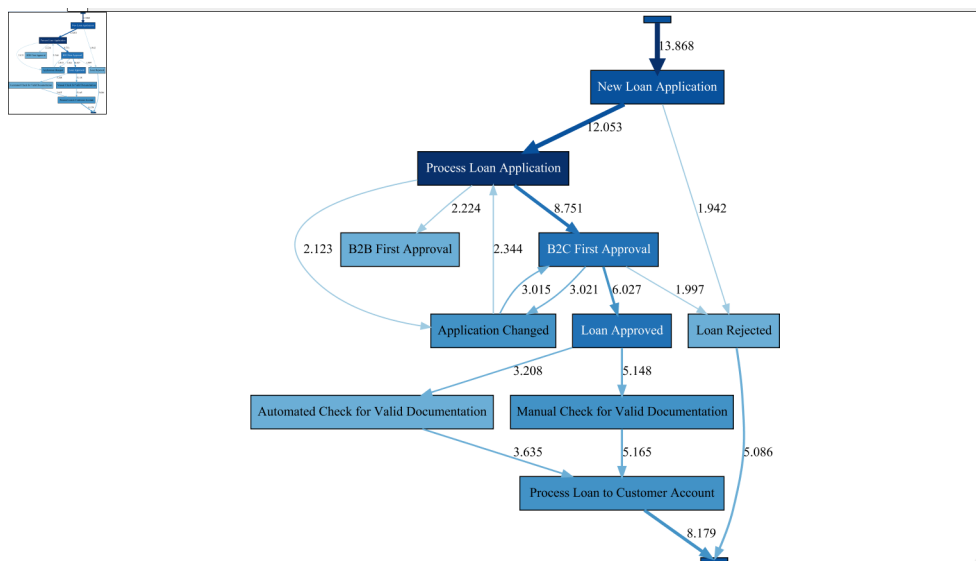 13.868
New Loan Application
12.053
Process Loan Application
1.942
2.224
8.751
2.123
B2B First Approval
2.344
B2C First Approval
3.015
3.021
6.027
1.997
Application Changed
Loan Approved
Loan Rejected
3.208
5.148
Automated Check for Valid Documentation
Manual Check for Valid Documentation
3.635
5.165
5.086
Process Loan to Customer Account
8.179